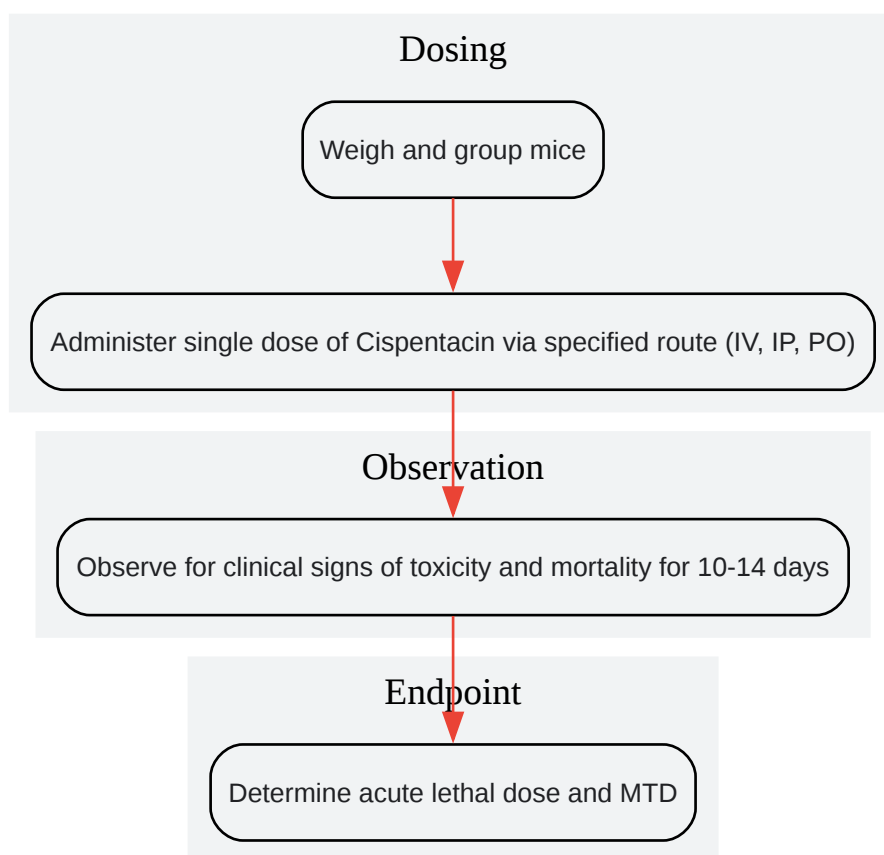 Dosing
Weigh and group mice
Administer single dose of Cispentacin via specified route (IV, IP, PO)
Observation
Observe for clinical signs of toxicity and mortality for 10-14 days
Endpoint
Determine acute lethal dose and MTD